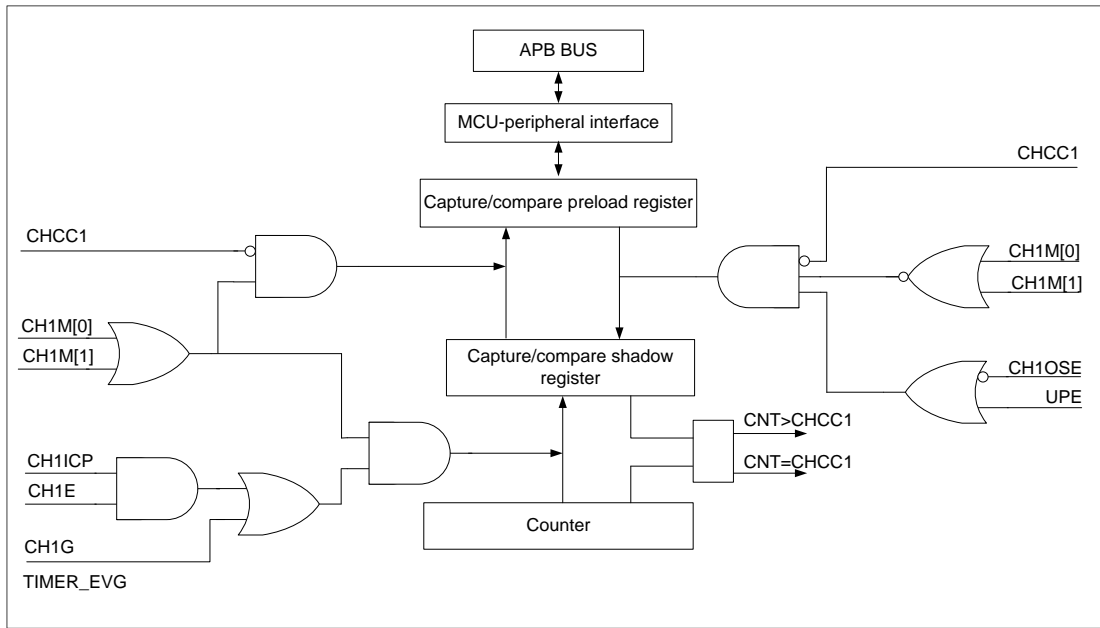 APB BUS
MCU-peripheral interface
CHCC1
Capture/compare preload register
CHCC1
CH1M[0]
CH1M[1]
CH1M[0]
CH1M[1]
Capture/compare shadow
register
CH1OSE
UPE
CNT>CHCC1
CNT=CHCC1
CH1ICP
CH1E
Counter
CH1G
TIMER_EVG